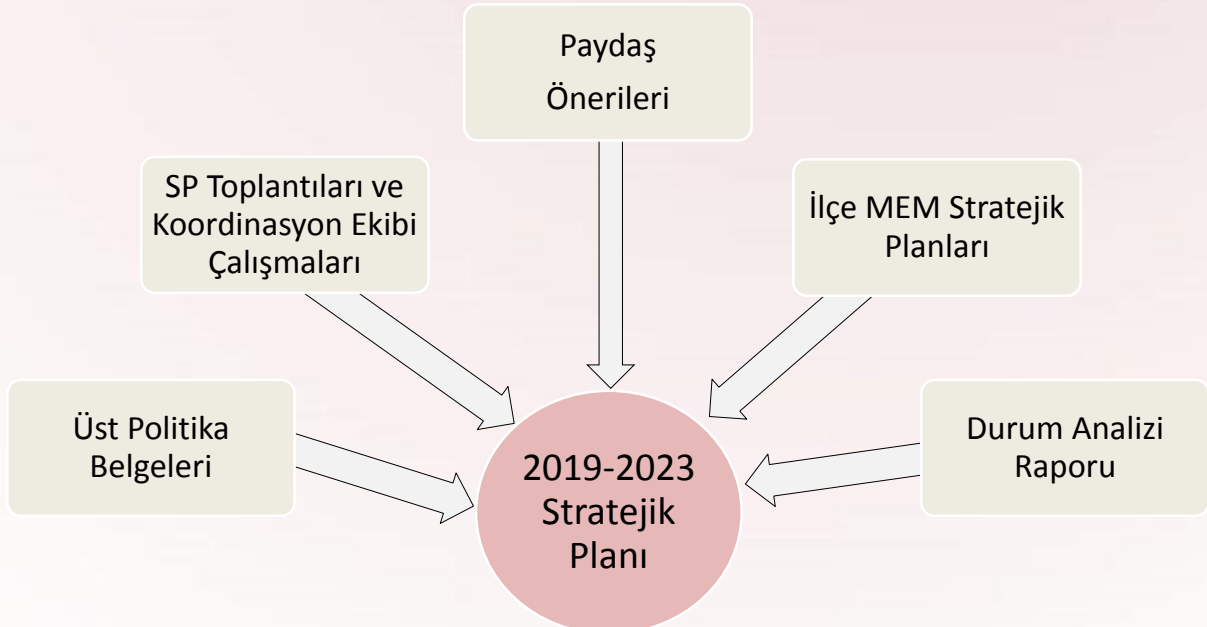 Paydaş
Önerileri
SP Toplantıları ve
Koordinasyon Ekibi
Çalışmaları
İlçe MEM Stratejik
Planları
Üst Politika
Belgeleri
Durum Analizi
Raporu
2019-2023
Stratejik
Planı